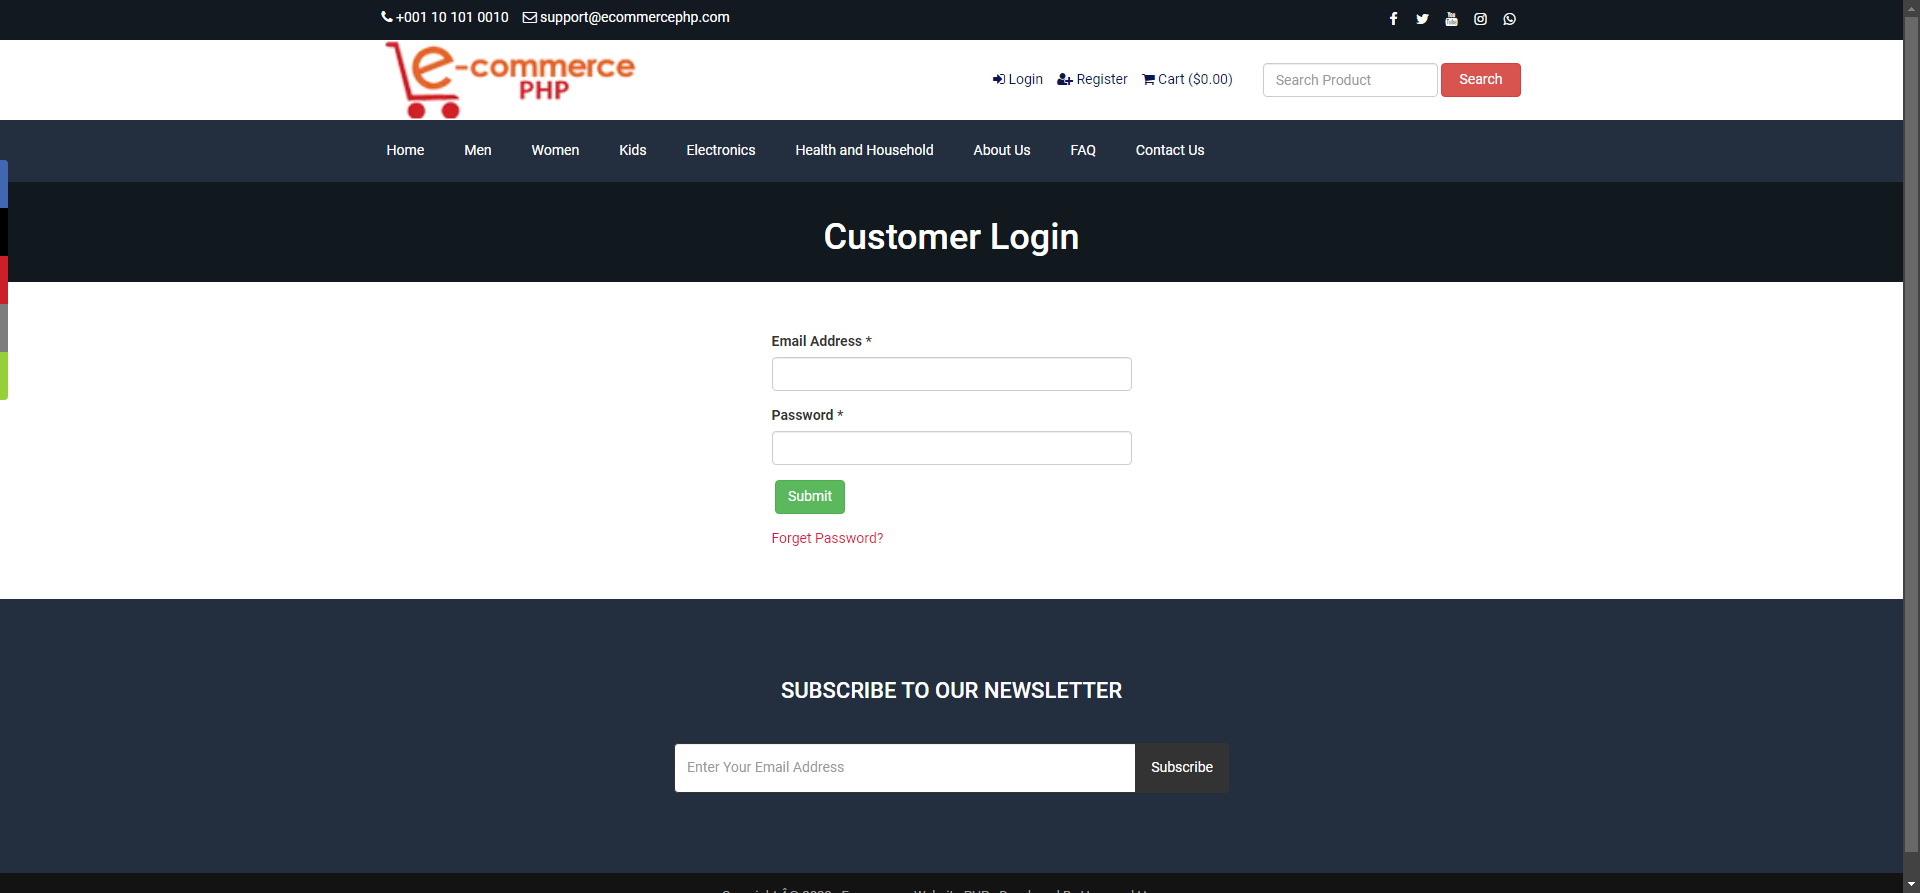 +001 10 101 0010 support@ecommercephp.com
e-commerce
PHP
Login Register Cart ($0.00) Search Product Search
Home Men Women Kids Electronics Health and Household About Us FAQ Contact Us
Customer Login
Email Address *
Password *
Submit
Forget Password?
SUBSCRIBE TO OUR NEWSLETTER
Enter Your Email Address Subscribe